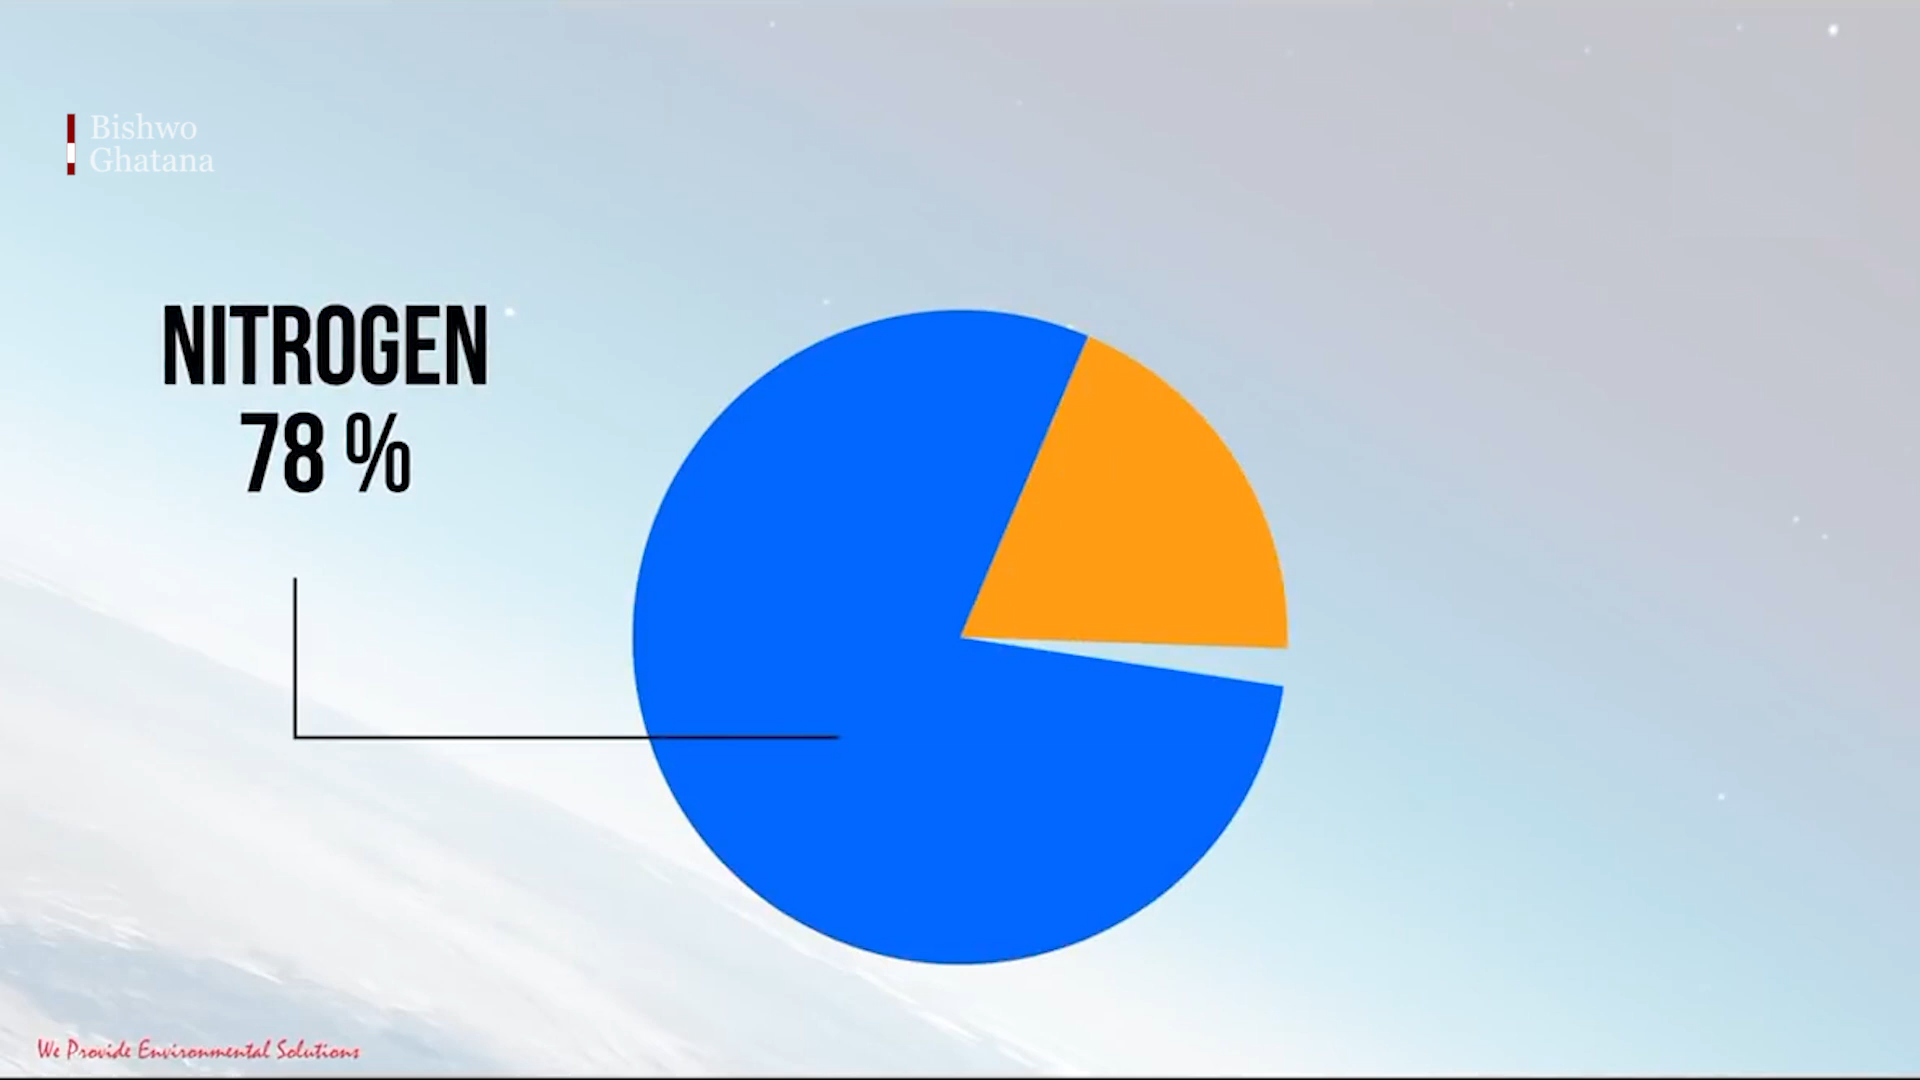 Bishwo
Ghatana
NITROGEN
78 %
We Provide Environmental Solutions